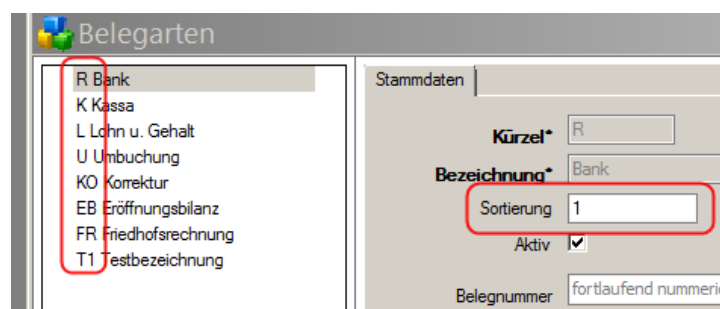 Belegarten
R Bank
K Kassa
L Lohn u. Gehalt
U Umbuchung
KO Korrektur
EB Eröffnungsbilanz
FR Friedhofsrechnung
T1 Testbezeichnung
Stammdaten
Kürzel* R
Bezeichnung* Bank
Sortierung 1
Aktiv
Belegnummer fortlaufend